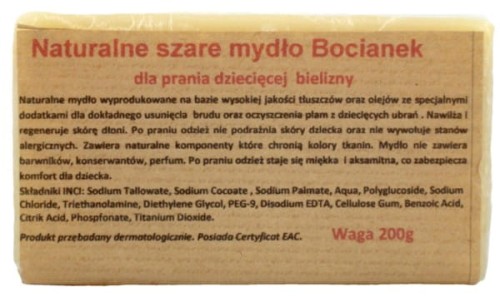 Naturalne szare mydło Bocianek
dla prania dziecięcej bielizny
Naturalne mydło wyprodukowane na bazie wysokiej jakości tłuszczów oraz olejów ze specjalnymi
dodatkami dla dokładnego usunięcia brudu oraz oczyszczenia plam z dziecięcych ubrań . Nawilża i
regeneruje skórę dłoni. Po praniu odzież nie podrażnia skóry dziecka oraz nie wywołuje stanów
alergicznych. Zawiera naturalne komponenty które chronią kolory tkanin. Mydło nie zawiera
barwników, konserwantów, perfum. Po praniu odzież staje się miękka i aksamitna, co zabezpiecza
komfort dla dziecka.
Składniki INCI: Sodium Tallowate, Sodium Cocoate , Sodium Palmate, Aqua, Polyglucoside, Sodium
Chloride, Triethanolamine, Diethylene Glycol, PEG-9, Disodium EDTA, Cellulose Gum, Benzoic Acid,
Citrik Acid, Phospfonate, Titanium Dioxide.
Produkt przebadany dermatologicznie. Posiada Certyficat EAC. Waga 200g